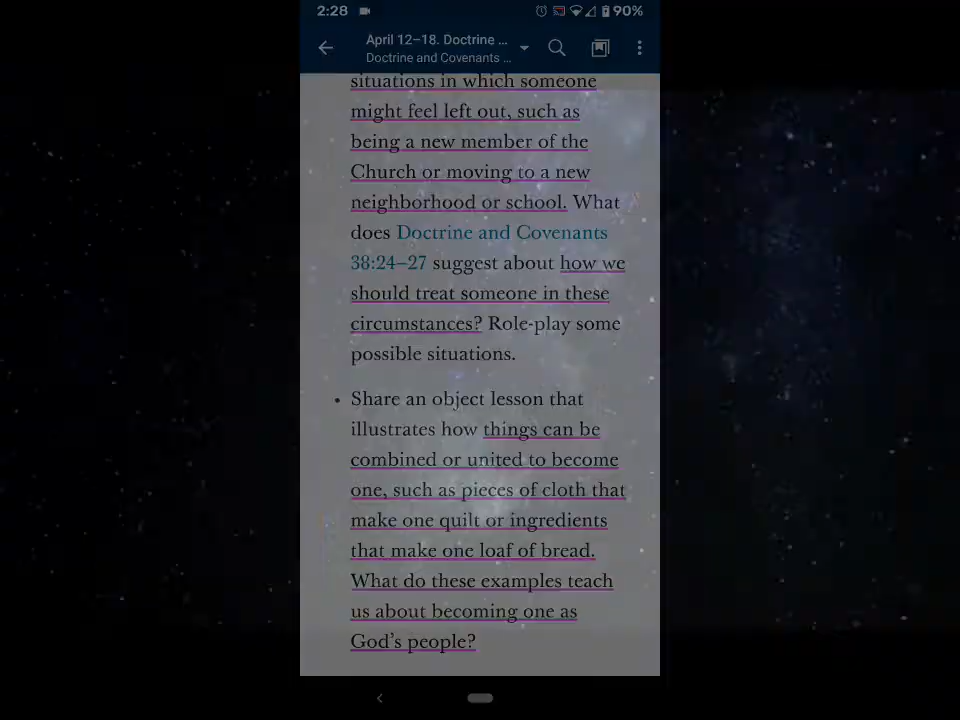 2:28
90%
April 12–18. Doctrine ...
Doctrine and Covenants ...
situations in which someone
might feel left out, such as
being a new member of the
Church or moving to a new
neighborhood or school. What
does Doctrine and Covenants
38:24–27 suggest about how we
should treat someone in these
circumstances? Role-play some
possible situations.
• Share an object lesson that
illustrates how things can be
combined or united to become
one, such as pieces of cloth that
make one quilt or ingredients
that make one loaf of bread.
What do these examples teach
us about becoming one as
God’s people?